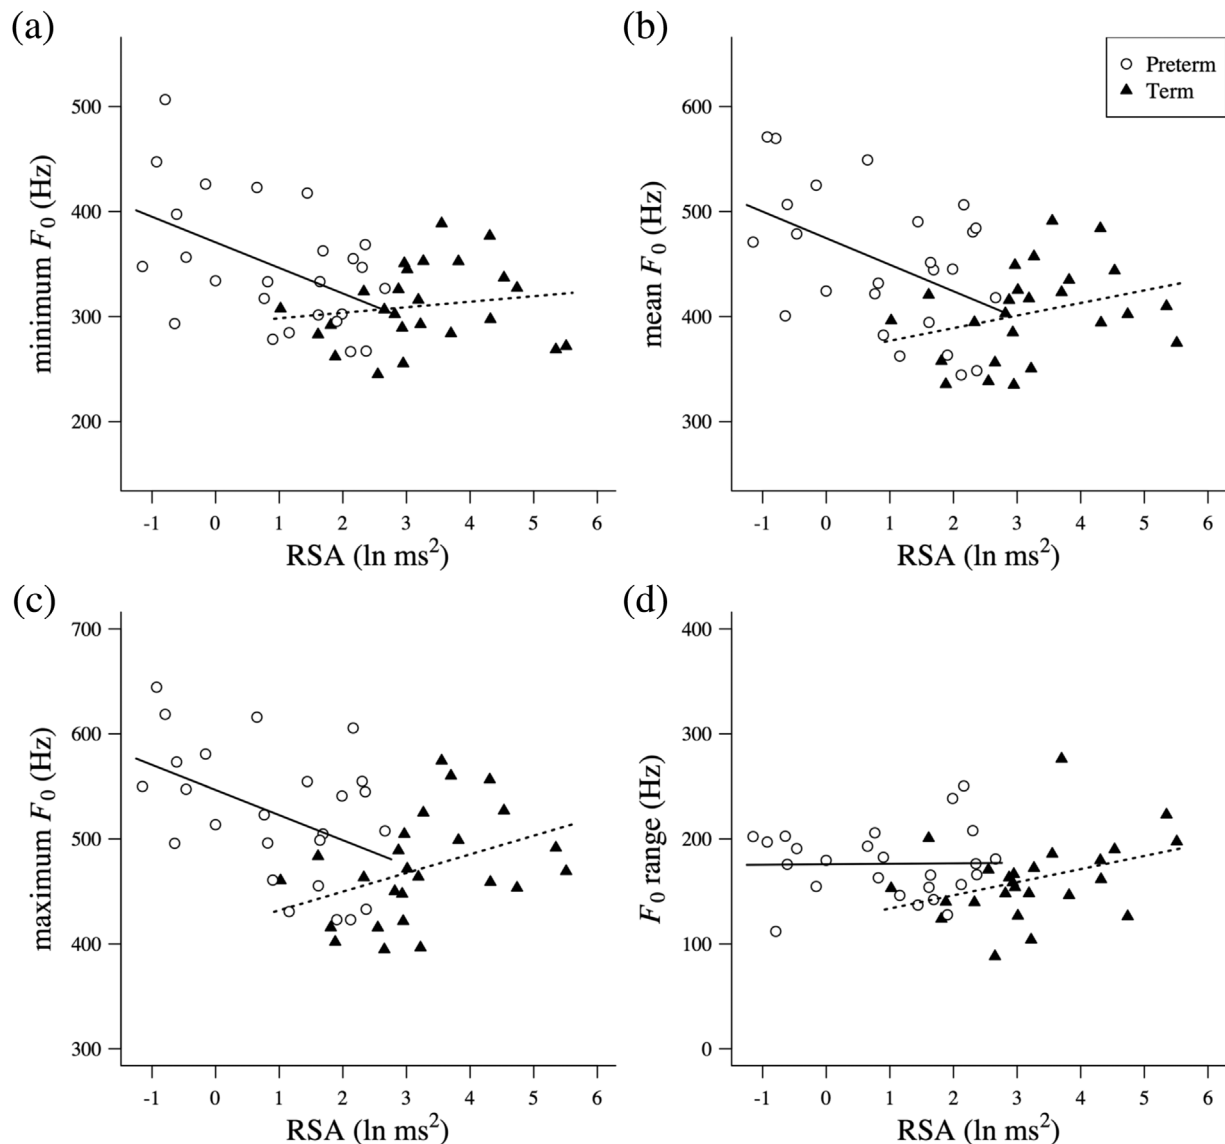 (a)
minimum F0 (Hz)
500
400
300
200
-1 0 1 2 3 4 5 6
RSA (ln ms²)
(b)
Preterm
Term
mean F0 (Hz)
600
500
400
300
-1 0 1 2 3 4 5 6
RSA (ln ms²)
(c)
maximum F0 (Hz)
700
600
500
400
300
-1 0 1 2 3 4 5 6
RSA (ln ms²)
(d)
F0 range (Hz)
400
300
200
100
0
-1 0 1 2 3 4 5 6
RSA (ln ms²)